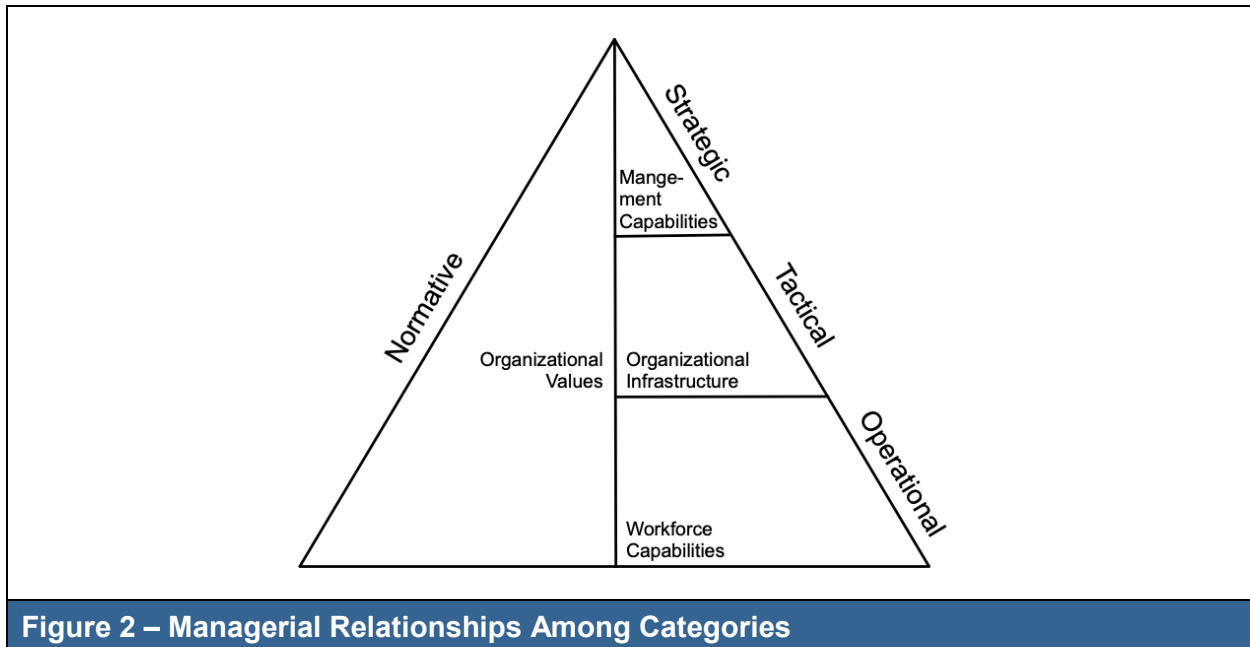 Strategic
Mange-
ment
Capabilities
Normative
Tactical
Organizational
Values
Organizational
Infrastructure
Operational
Workforce
Capabilities
Figure 2 – Managerial Relationships Among Categories